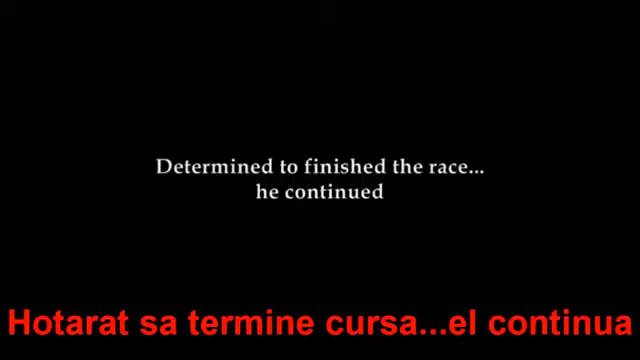 Determined to finished the race...
he continued
Hotarat sa termine cursa...el continua